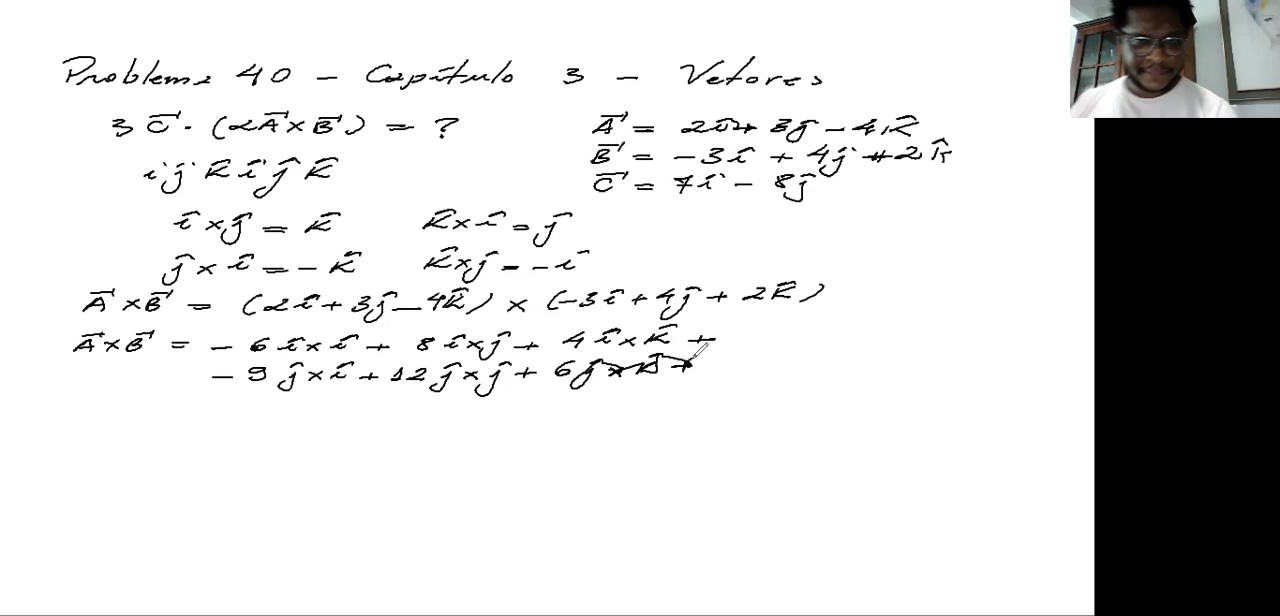 Problema 40 - Capítulo 3 - Vetores
3 C⃗ · (2A⃗ × B⃗) = ?
A⃗ = 2î + 3ĵ - 4k̂
B⃗ = -3î + 4ĵ + 2k̂
C⃗ = 7î - 8ĵ
î ĵ k̂ î ĵ k̂
î × ĵ = k̂ k̂ × î = ĵ
ĵ × î = - k̂ k̂ × ĵ = - î
A⃗ × B⃗ = (2î + 3ĵ - 4k̂) × (-3î + 4ĵ + 2k̂)
A⃗ × B⃗ = - 6 î × î + 8 î × ĵ + 4 î × k̂ +
- 9 ĵ × î + 12 ĵ × ĵ + 6 ĵ × k̂ +